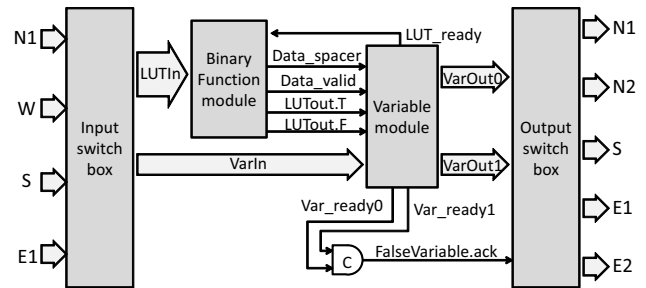 N1
W
S
E1
Input
switch
box
LUTIn
Binary
Function
module
LUT_ready
Data_spacer
Data_valid
LUTout.T
LUTout.F
VarIn
Variable
module
VarOut0
VarOut1
Var_ready0
Var_ready1
C
FalseVariable.ack
Output
switch
box
N1
N2
S
E1
E2